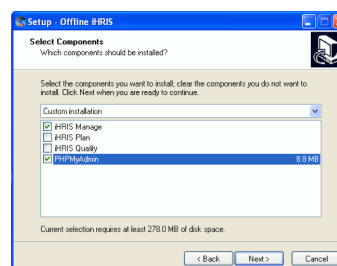 Setup - Offline iHRIS
Select Components
Which components should be installed?
Select the components you want to install; clear the components you do not want to
install. Click Next when you are ready to continue.
Custom installation
iHRIS Manage
iHRIS Plan
iHRIS Qualify
PHPMyAdmin 8.8 MB
Current selection requires at least 278.0 MB of disk space.
< Back Next > Cancel